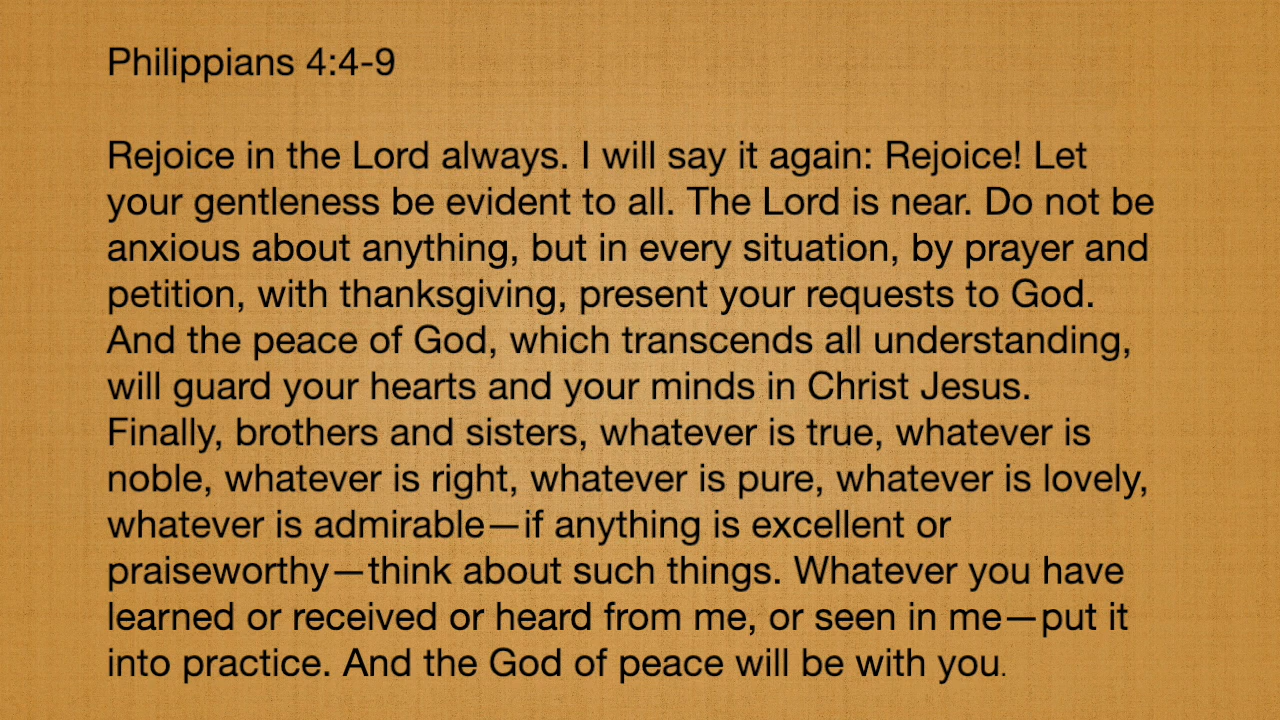 Philippians 4:4-9
Rejoice in the Lord always. I will say it again: Rejoice! Let
your gentleness be evident to all. The Lord is near. Do not be
anxious about anything, but in every situation, by prayer and
petition, with thanksgiving, present your requests to God.
And the peace of God, which transcends all understanding,
will guard your hearts and your minds in Christ Jesus.
Finally, brothers and sisters, whatever is true, whatever is
noble, whatever is right, whatever is pure, whatever is lovely,
whatever is admirable—if anything is excellent or
praiseworthy—think about such things. Whatever you have
learned or received or heard from me, or seen in me—put it
into practice. And the God of peace will be with you.